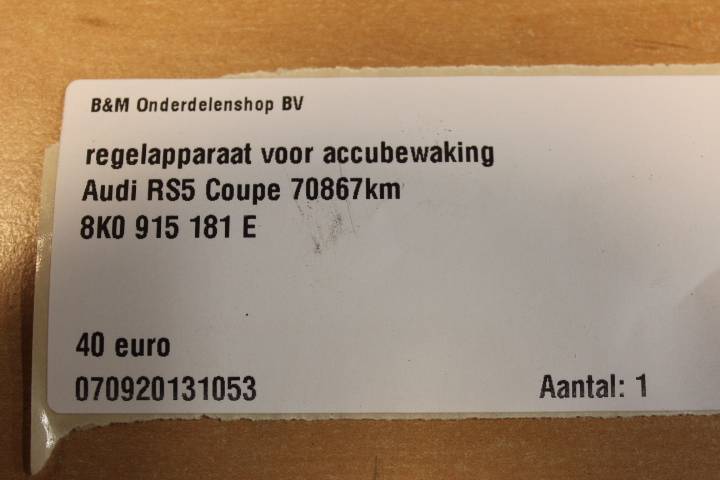 B&M Onderdelenshop BV
regelapparaat voor accubewaking
Audi RS5 Coupe 70867km
8K0 915 181 E
40 euro
070920131053 Aantal: 1